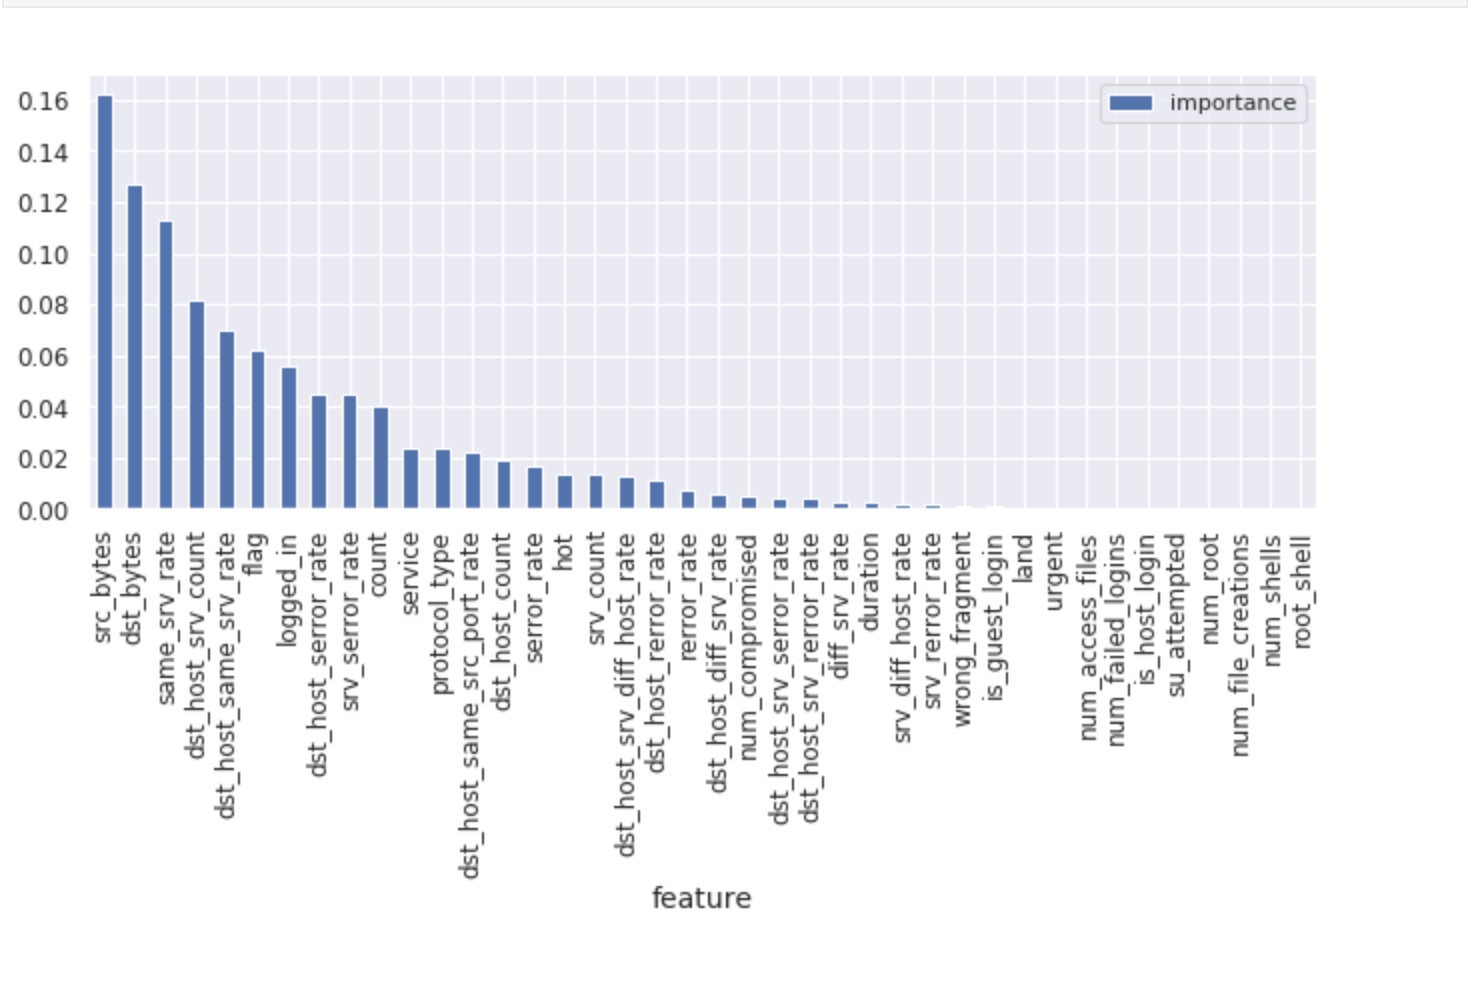 importance
0.16
0.14
0.12
0.10
0.08
0.06
0.04
0.02
0.00
src_bytes
dst_bytes
same_srv_rate
dst_host_srv_count
dst_host_same_srv_rate
flag
logged_in
dst_host_serror_rate
srv_serror_rate
count
service
protocol_type
dst_host_same_src_port_rate
dst_host_count
serror_rate
hot
srv_count
dst_host_srv_diff_host_rate
dst_host_rerror_rate
rerror_rate
dst_host_diff_srv_rate
num_compromised
dst_host_srv_serror_rate
dst_host_srv_rerror_rate
diff_srv_rate
duration
srv_diff_host_rate
srv_rerror_rate
wrong_fragment
is_guest_login
land
urgent
num_access_files
num_failed_logins
is_host_login
su_attempted
num_root
num_file_creations
num_shells
root_shell
feature